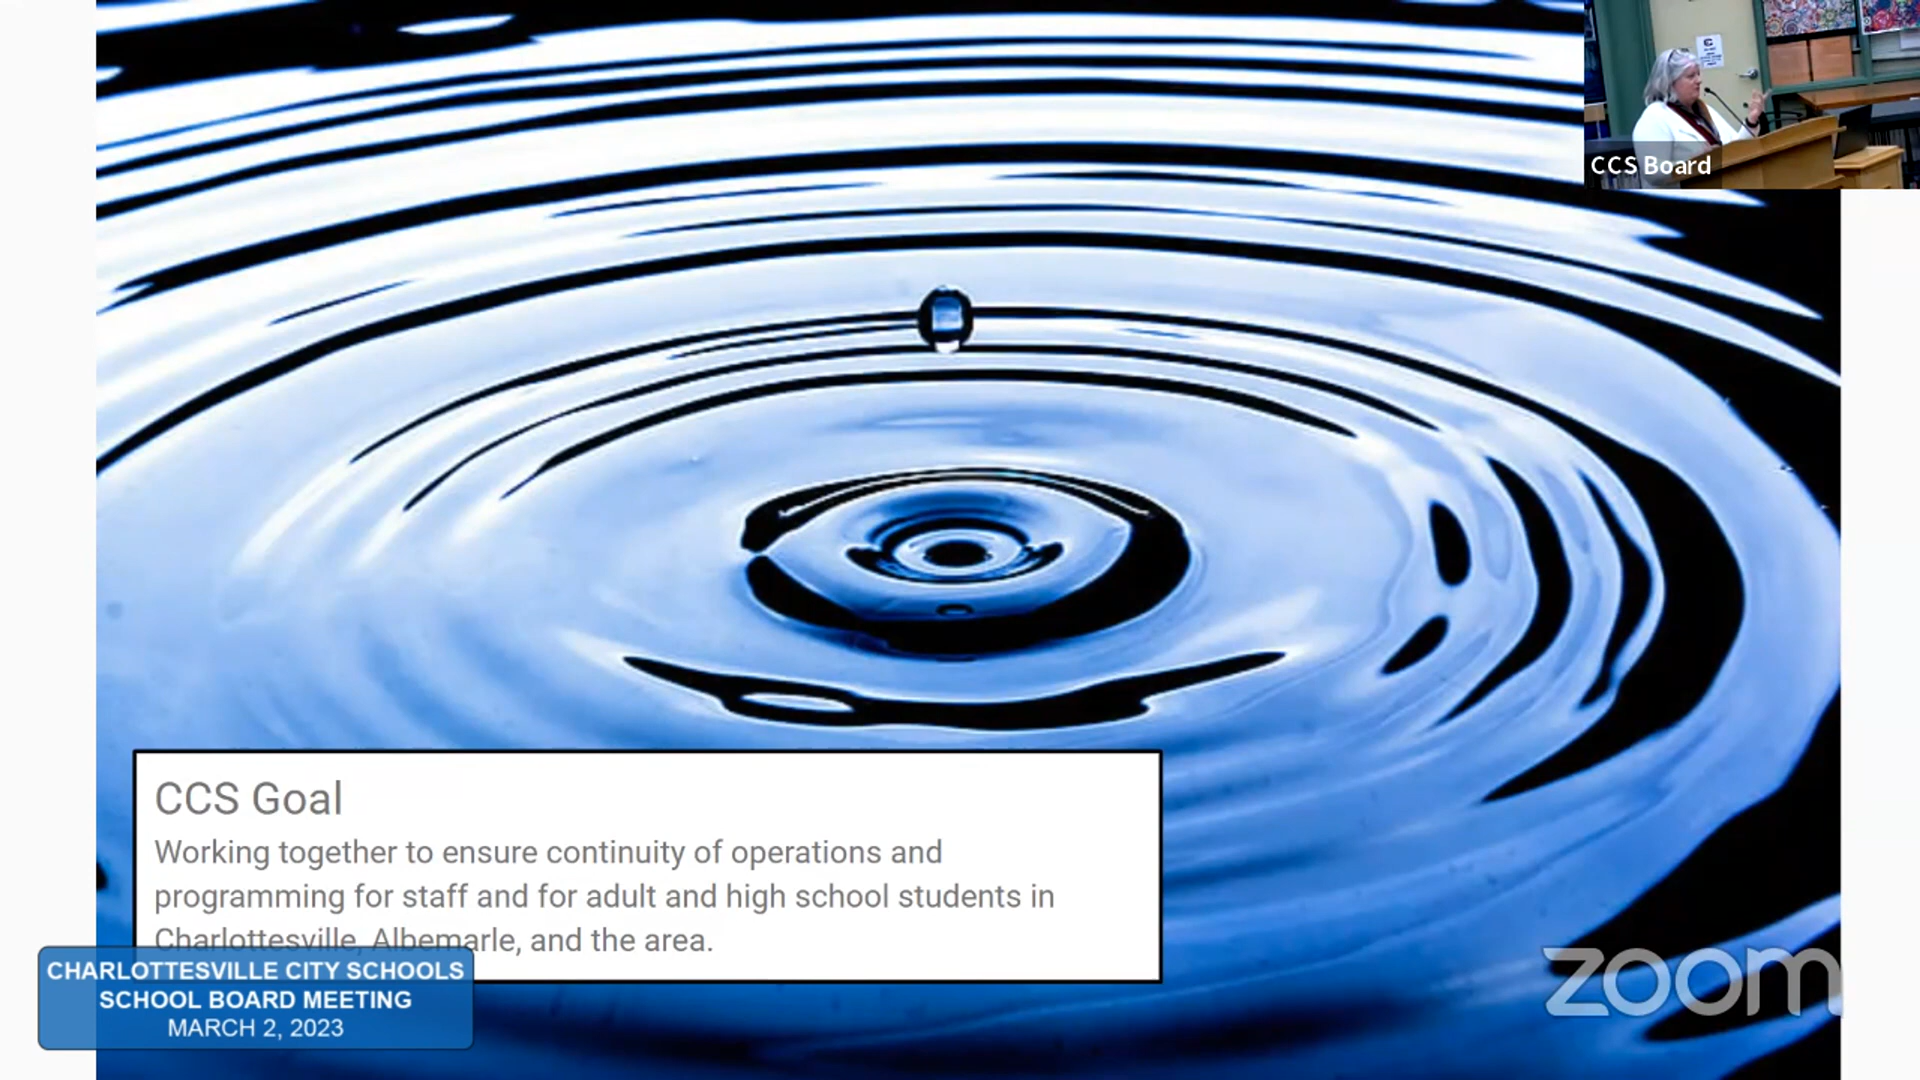 CCS Board
CCS Goal
Working together to ensure continuity of operations and
programming for staff and for adult and high school students in
Charlottesville, Albemarle, and the area.
CHARLOTTESVILLE CITY SCHOOLS
SCHOOL BOARD MEETING
MARCH 2, 2023
zoom